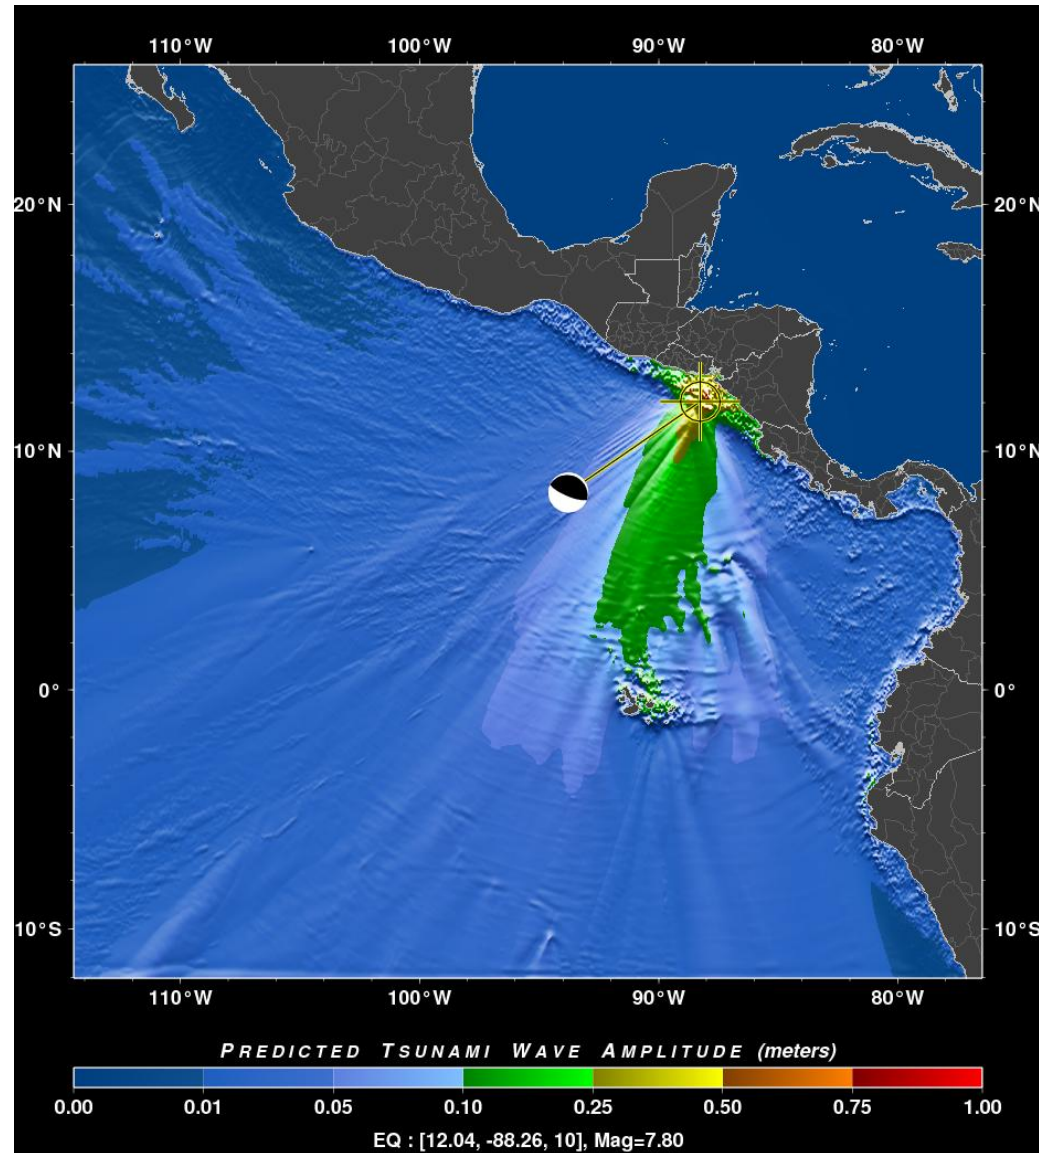 110°W 100°W 90°W 80°W
20°N 20°N
10°N 10°N
0° 0°
10°S 10°S
110°W 100°W 90°W 80°W
PREDICTED TSUNAMI WAVE AMPLITUDE (meters)
0.00 0.01 0.05 0.10 0.25 0.50 0.75 1.00
EQ : [12.04, -88.26, 10], Mag=7.80